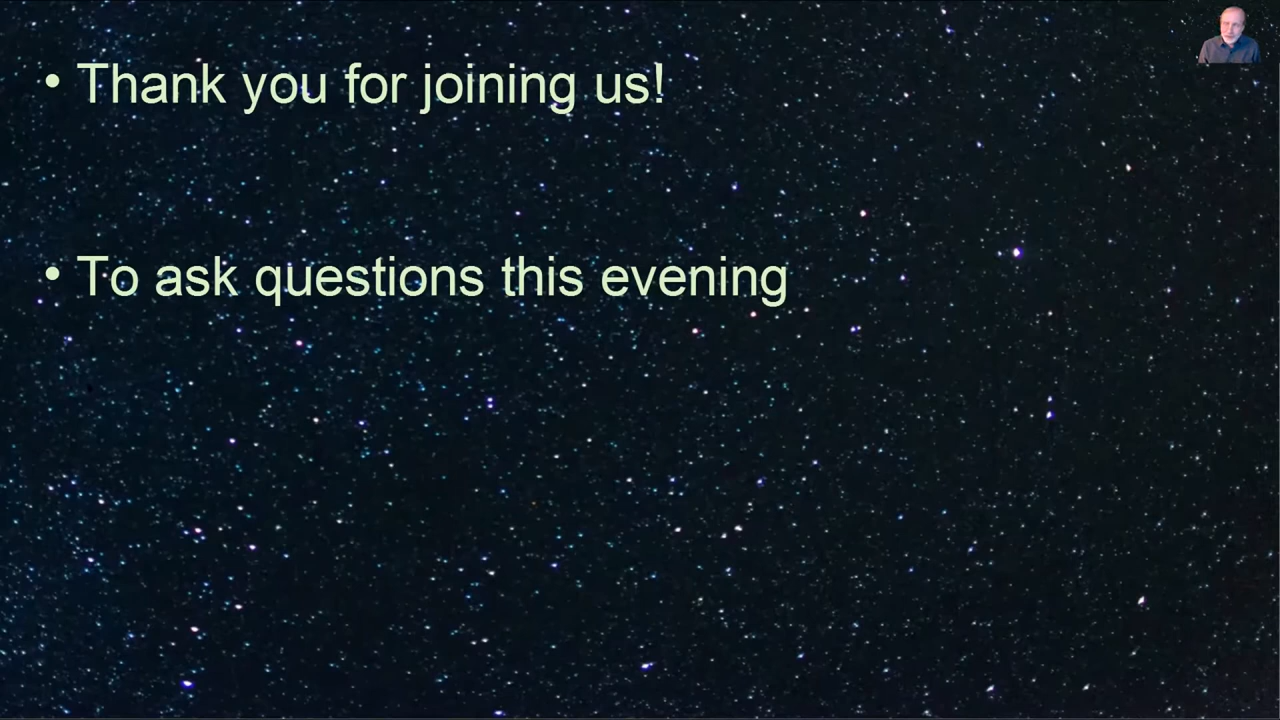 • Thank you for joining us!
• To ask questions this evening